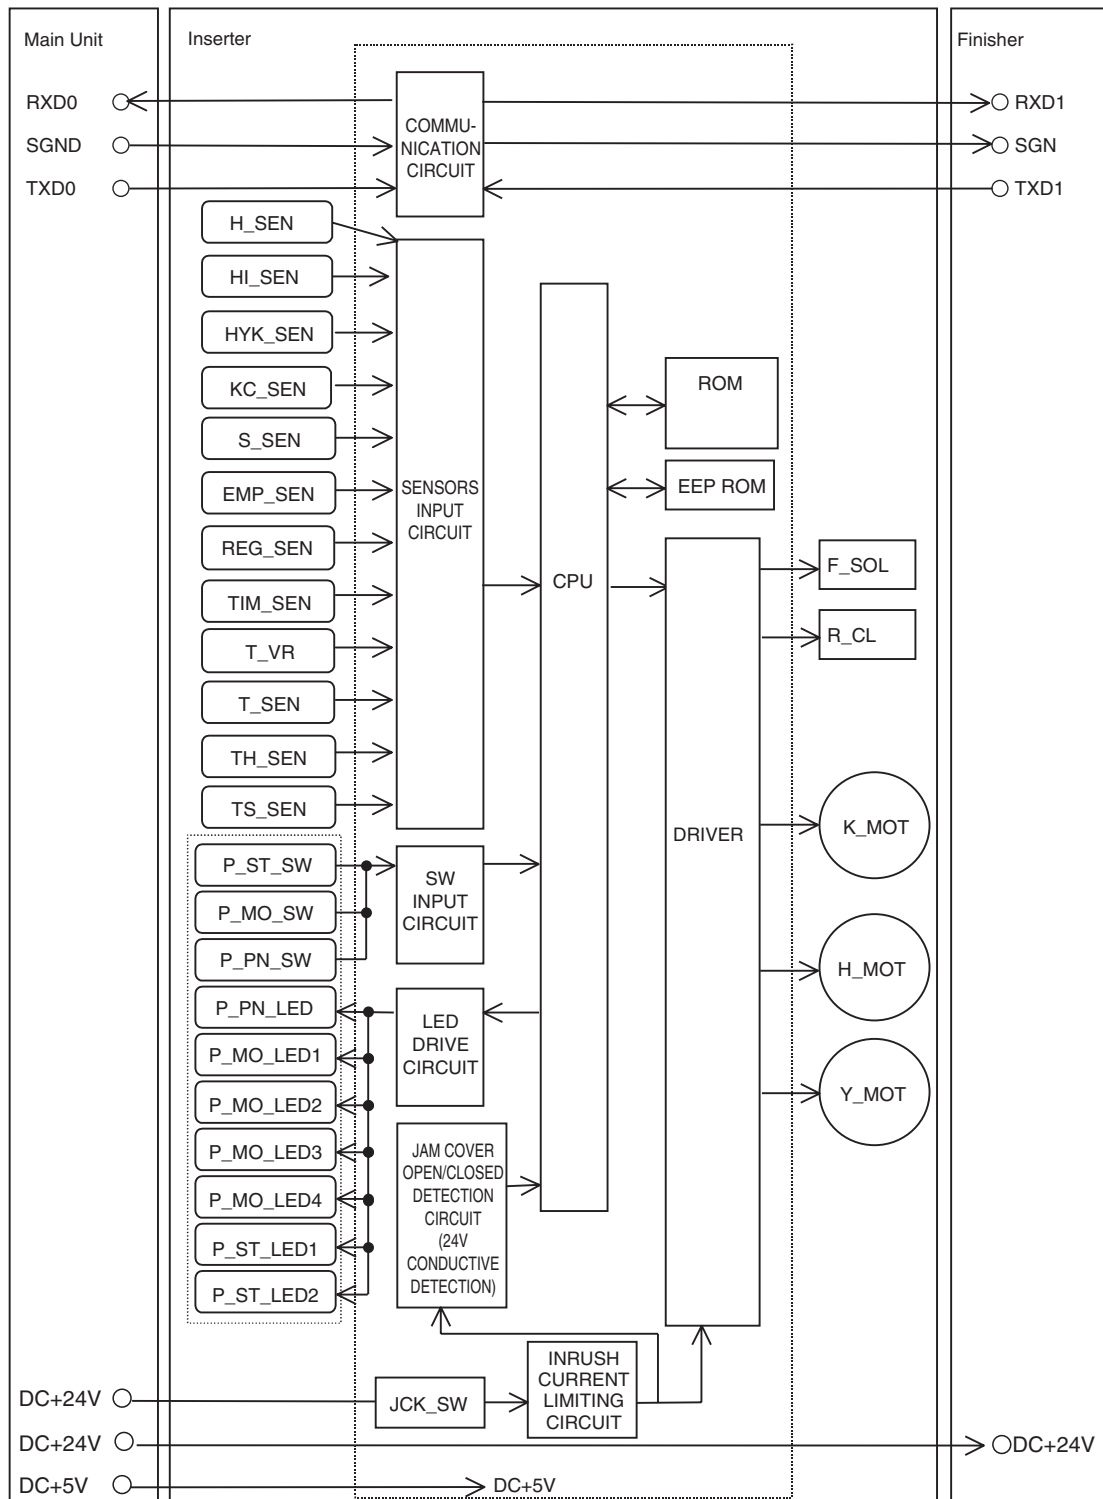 Main Unit
Inserter
Finisher
RXD0
RXD1
COMMU-
NICATION
CIRCUIT
SGND
SGN
TXD0
TXD1
H_SEN
HI_SEN
HYK_SEN
KC_SEN
S_SEN
EMP_SEN
REG_SEN
TIM_SEN
T_VR
T_SEN
TH_SEN
TS_SEN
SENSORS
INPUT
CIRCUIT
CPU
ROM
EEP ROM
DRIVER
F_SOL
R_CL
K_MOT
H_MOT
Y_MOT
P_ST_SW
P_MO_SW
P_PN_SW
SW
INPUT
CIRCUIT
P_PN_LED
P_MO_LED1
P_MO_LED2
P_MO_LED3
P_MO_LED4
P_ST_LED1
P_ST_LED2
LED
DRIVE
CIRCUIT
JAM COVER
OPEN/CLOSED
DETECTION
CIRCUIT
(24V
CONDUCTIVE
DETECTION)
INRUSH
CURRENT
LIMITING
CIRCUIT
DC+24V
JCK_SW
DC+24V
DC+24V
DC+5V
DC+5V